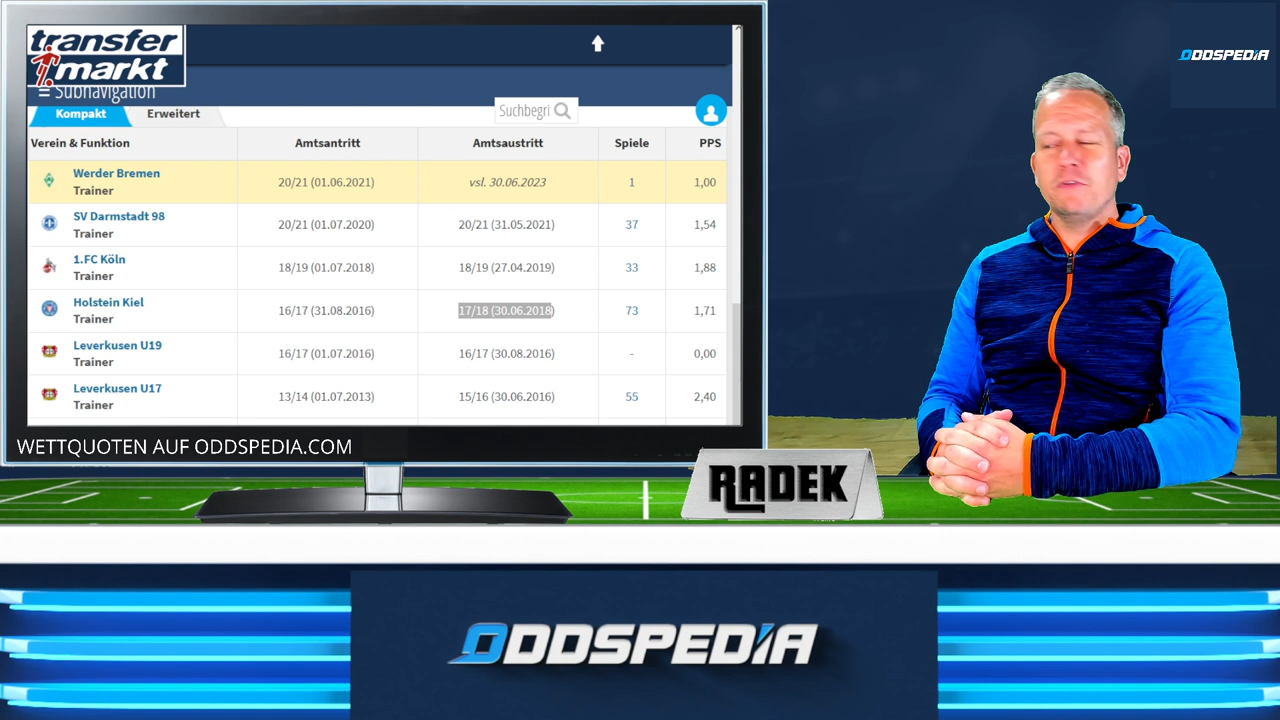 transfer
markt
≡ Subnavigation
Suchbegri
Kompakt Erweitert
Verein & Funktion Amtsantritt Amtsaustritt Spiele PPS
Werder Bremen
Trainer 20/21 (01.06.2021) vsl. 30.06.2023 1 1,00
SV Darmstadt 98
Trainer 20/21 (01.07.2020) 20/21 (31.05.2021) 37 1,54
1.FC Köln
Trainer 18/19 (01.07.2018) 18/19 (27.04.2019) 33 1,88
Holstein Kiel
Trainer 16/17 (31.08.2016) 17/18 (30.06.2018) 73 1,71
Leverkusen U19
Trainer 16/17 (01.07.2016) 16/17 (30.08.2016) - 0,00
Leverkusen U17
Trainer 13/14 (01.07.2013) 15/16 (30.06.2016) 55 2,40
WETTQUOTEN AUF ODDSPEDIA.COM
ODDSPEDIA
RADEK
ODDSPEDIA